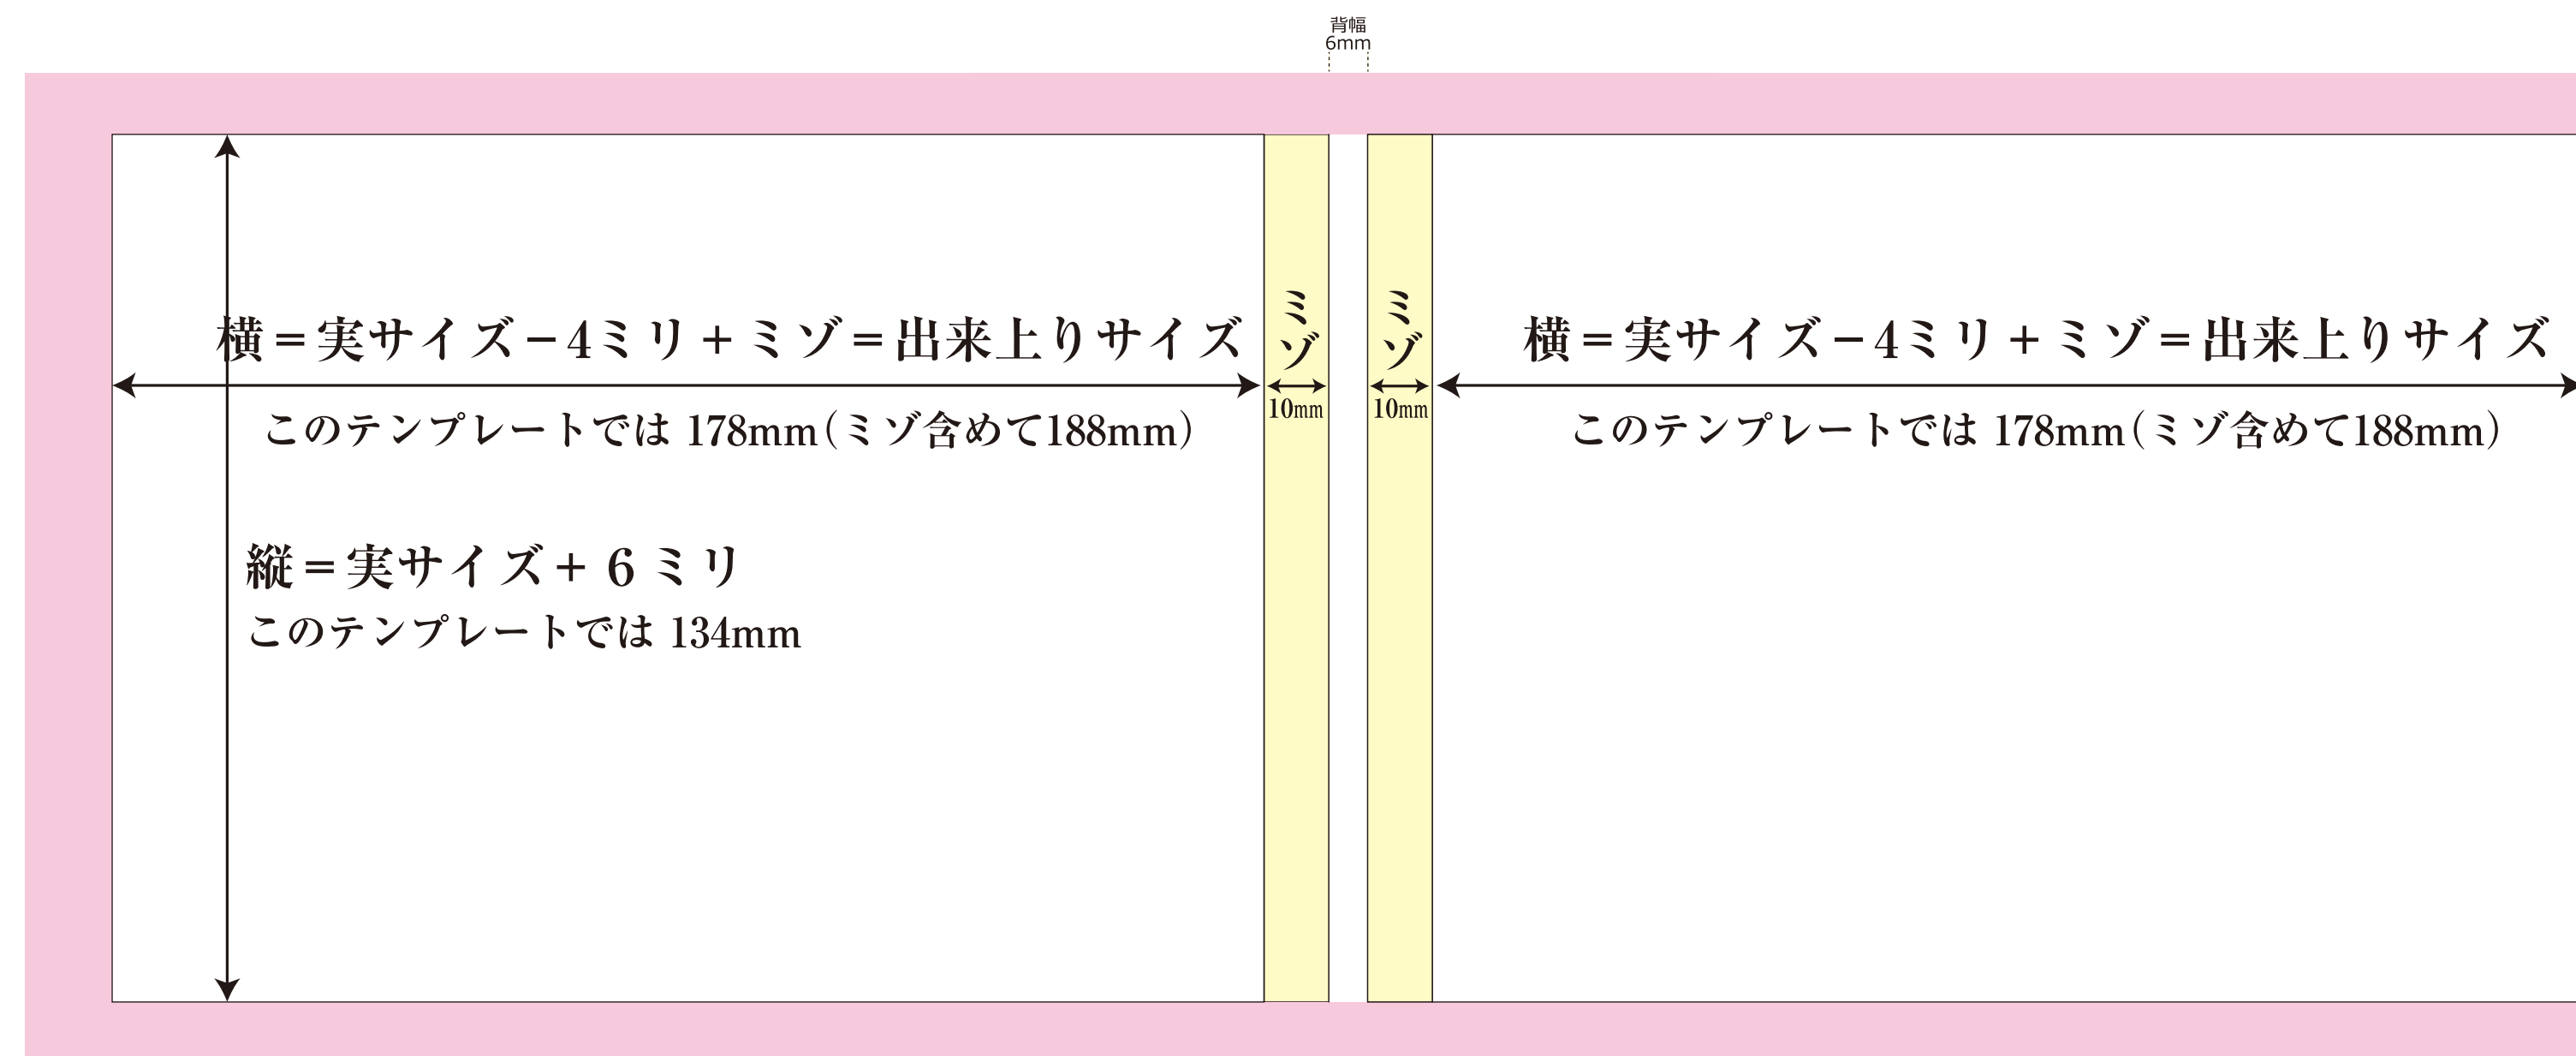 背幅
6mm
横＝実サイズ－4ミリ＋ミゾ＝出来上りサイズ
このテンプレートでは 178mm（ミゾ含めて188mm）
縦＝実サイズ＋ 6 ミリ
このテンプレートでは 134mm
ミゾ
10mm
ミゾ
10mm
横＝実サイズ－4ミリ＋ミゾ＝出来上りサイズ
このテンプレートでは 178mm（ミゾ含めて188mm）